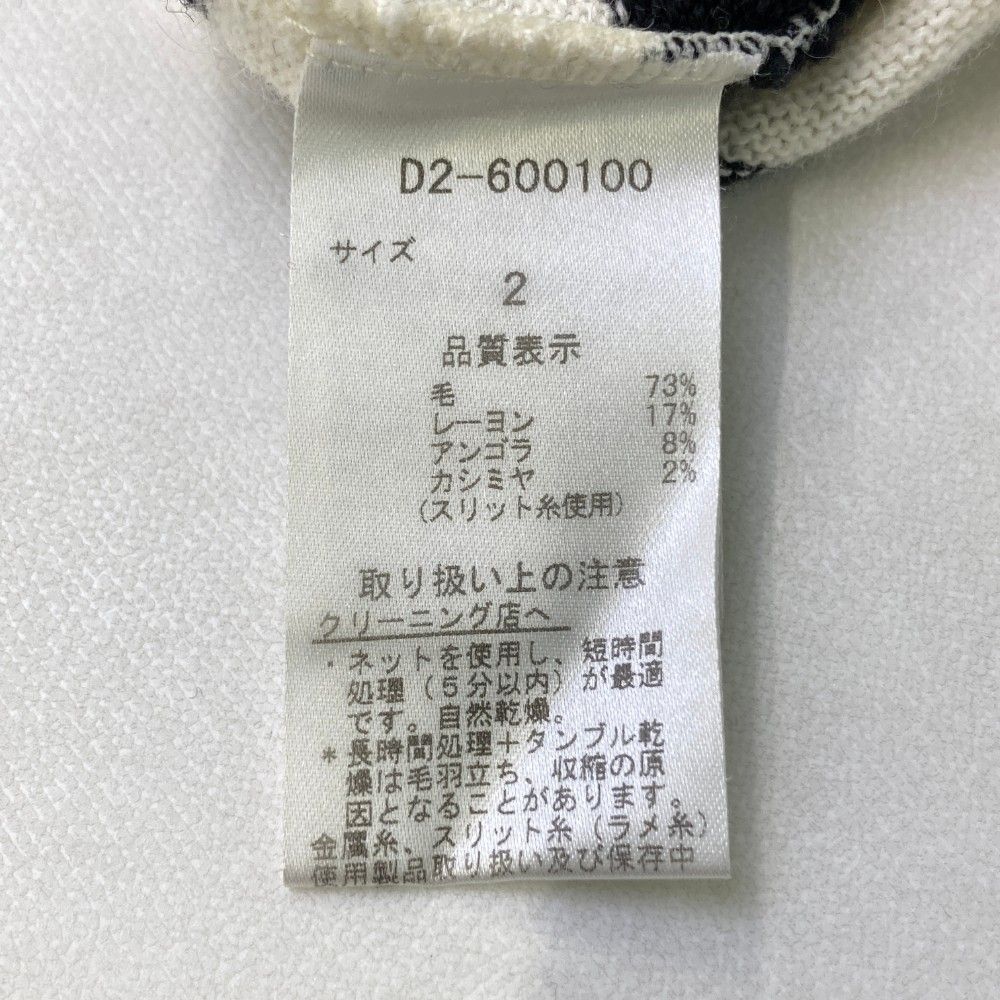 D2-600100
サイズ
2
品質表示
毛 73%
レーヨン 17%
アンゴラ 8%
カシミヤ 2%
(スリット糸使用)
取り扱い上の注意
クリーニング店へ
・ネットを使用し、短時間
処理(5分以内)が最適
です。自然乾燥。
*長時間処理+タンブル乾
燥は毛羽立ち、収縮の原
因となることがあります。
金属糸、スリット糸(ラメ糸)
使用製品取り扱い及び保存中